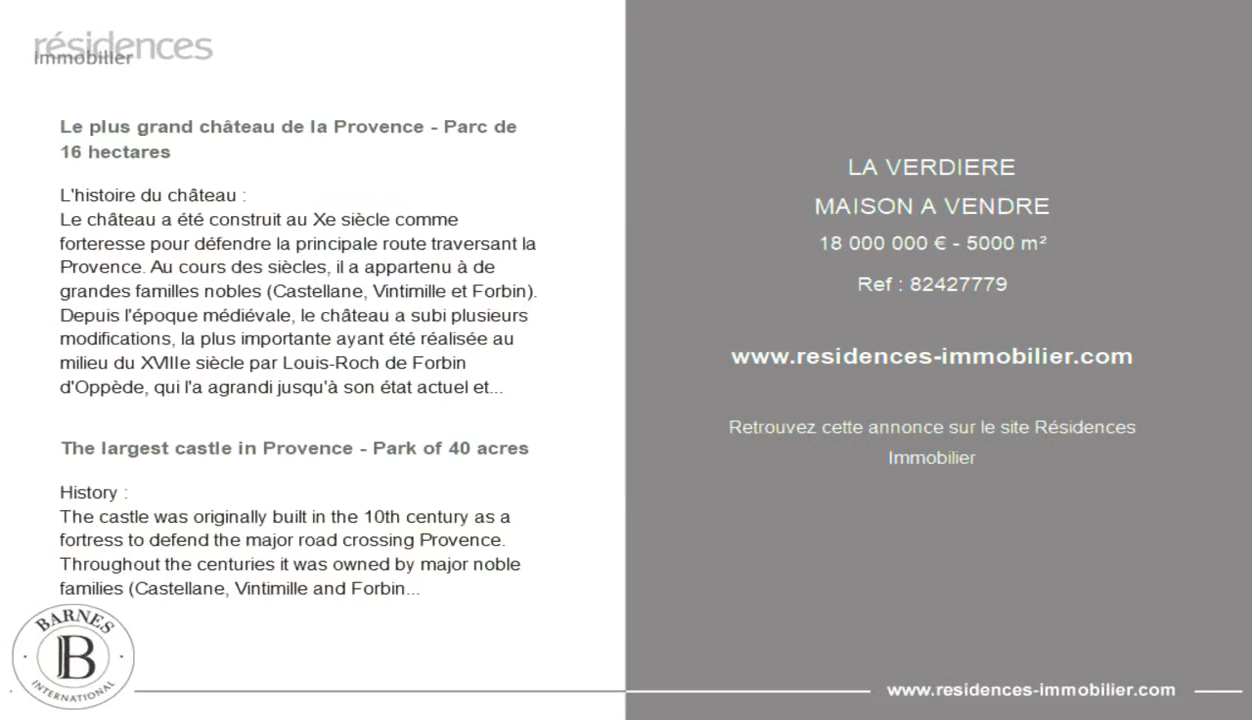 résidences
immobilier
Le plus grand château de la Provence - Parc de
16 hectares
L'histoire du château :
Le château a été construit au Xe siècle comme
forteresse pour défendre la principale route traversant la
Provence. Au cours des siècles, il a appartenu à de
grandes familles nobles (Castellane, Vintimille et Forbin).
Depuis l'époque médiévale, le château a subi plusieurs
modifications, la plus importante ayant été réalisée au
milieu du XVIIIe siècle par Louis-Roch de Forbin
d'Oppède, qui l'a agrandi jusqu'à son état actuel et...
The largest castle in Provence - Park of 40 acres
History :
The castle was originally built in the 10th century as a
fortress to defend the major road crossing Provence.
Throughout the centuries it was owned by major noble
families (Castellane, Vintimille and Forbin...
BARNES
B
INTERNATIONAL
LA VERDIERE
MAISON A VENDRE
18 000 000 € - 5000 m²
Ref : 82427779
www.residences-immobilier.com
Retrouvez cette annonce sur le site Résidences
Immobilier
www.residences-immobilier.com